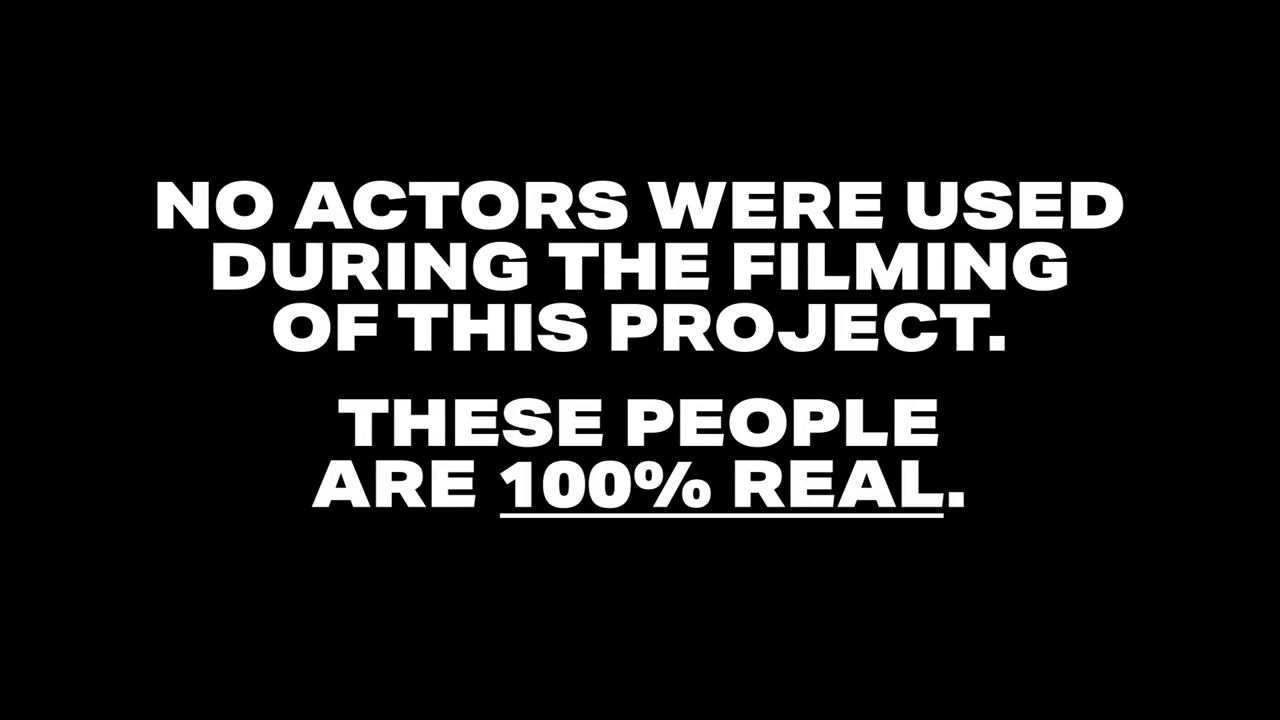 NO ACTORS WERE USED
DURING THE FILMING
OF THIS PROJECT.
THESE PEOPLE
ARE 100% REAL.